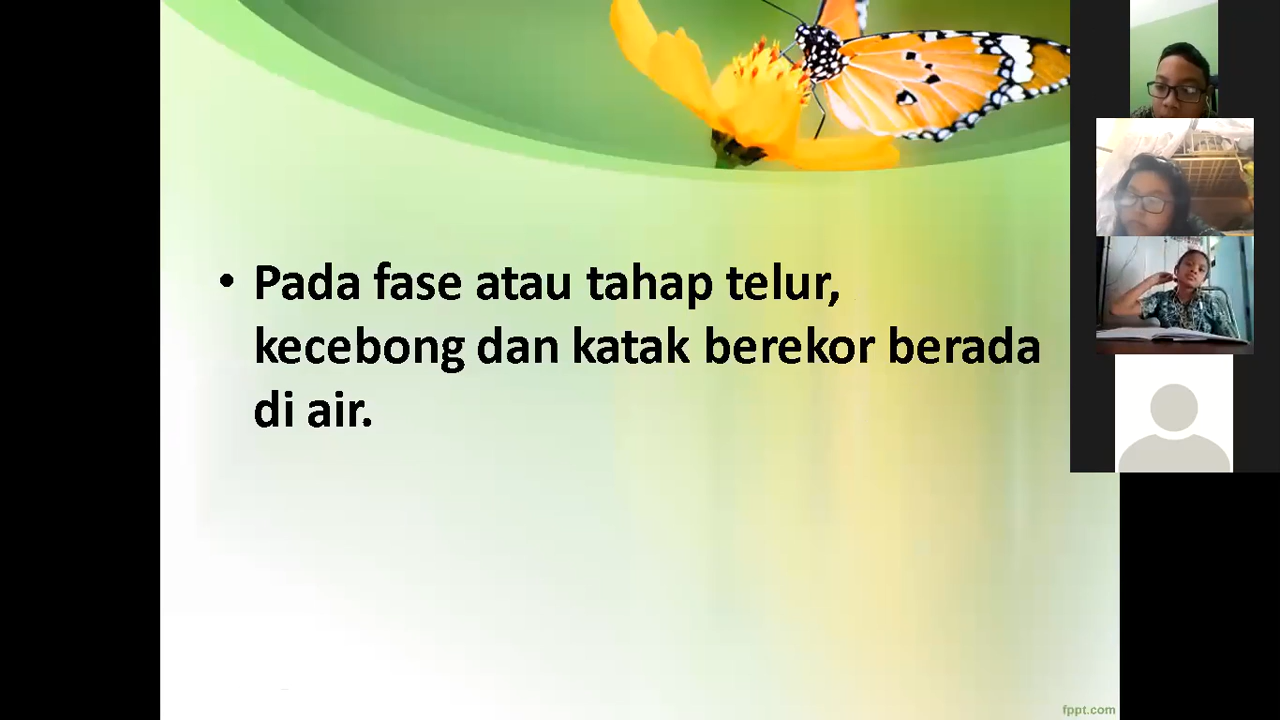 • Pada fase atau tahap telur,
kecebong dan katak berekor berada
di air.
fppt.com